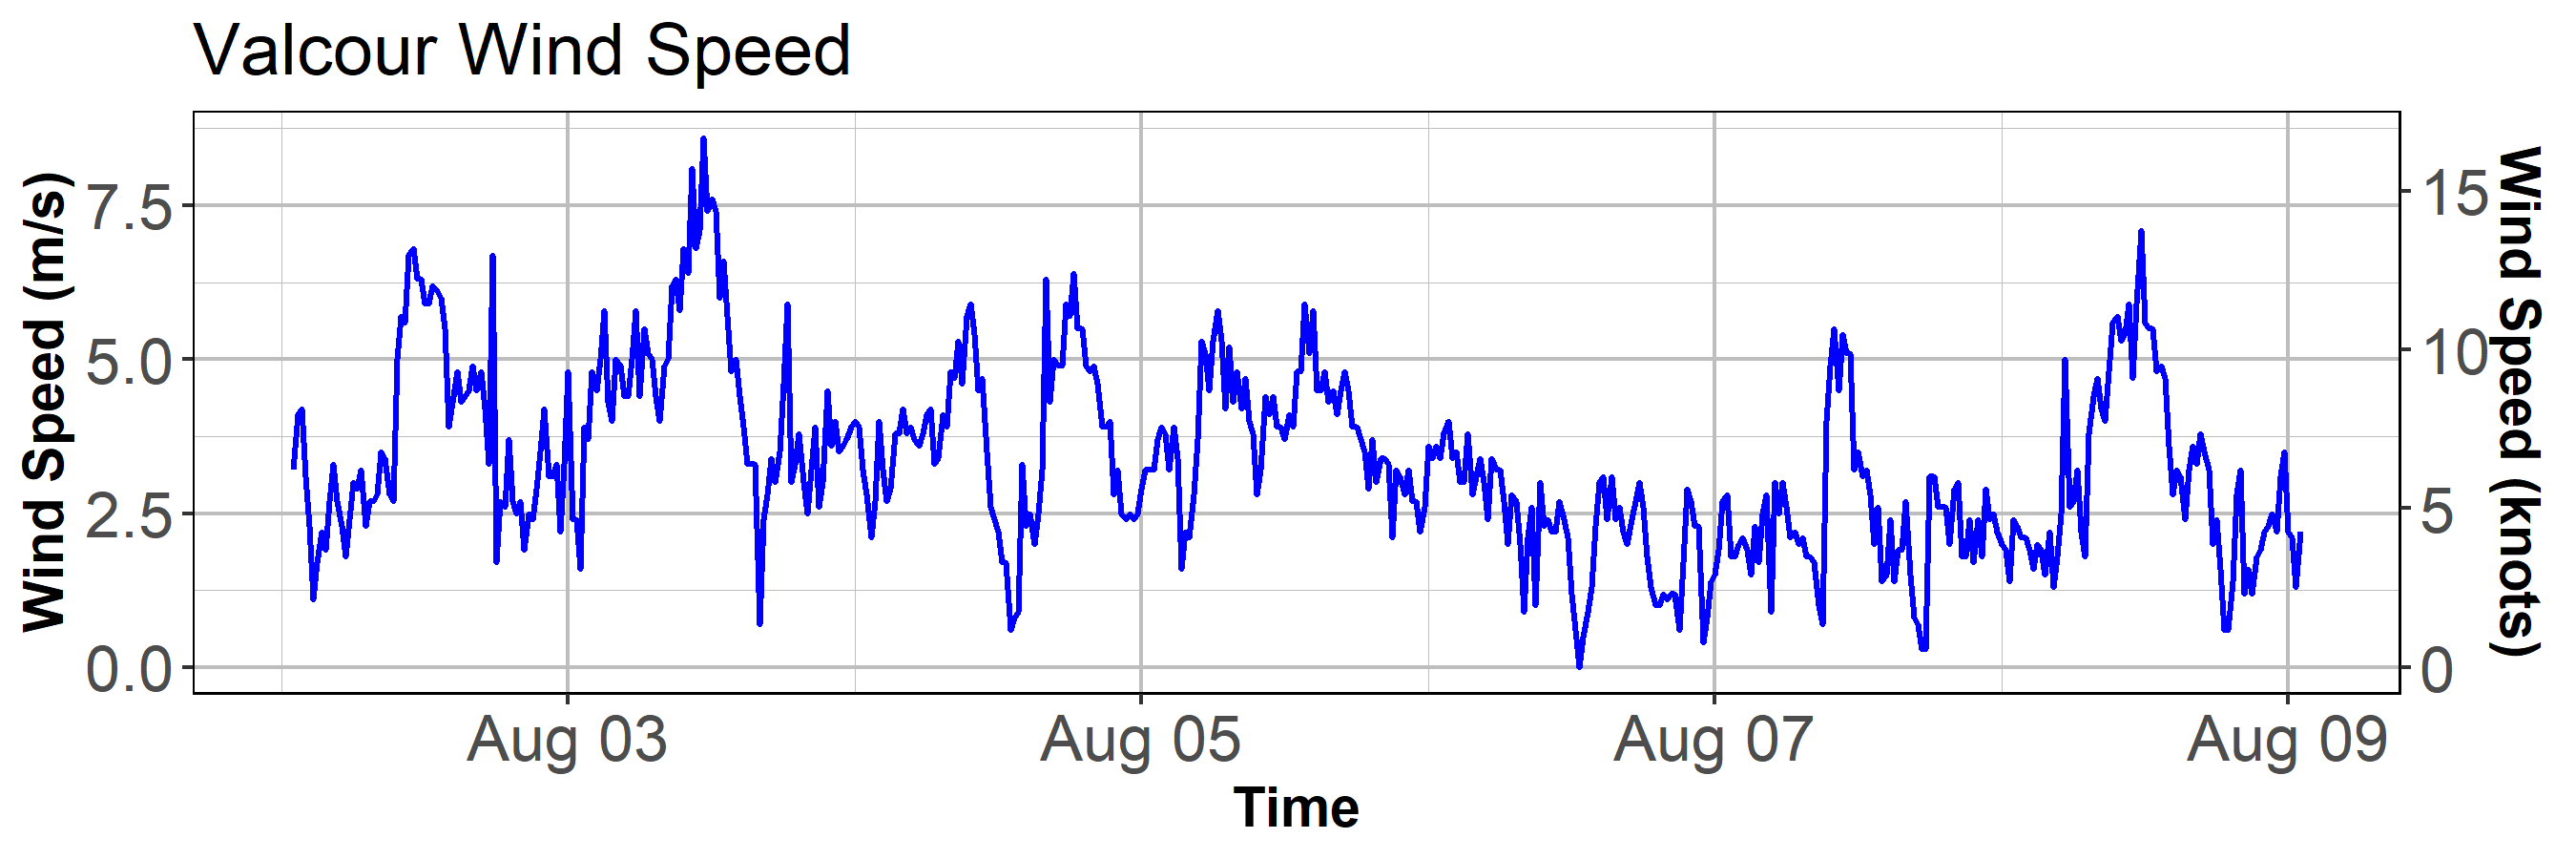 Valcour Wind Speed
Wind Speed (m/s)
7.5
5.0
2.5
0.0
15
10
5
0
Wind Speed (knots)
Aug 03
Aug 05
Aug 07
Aug 09
Time